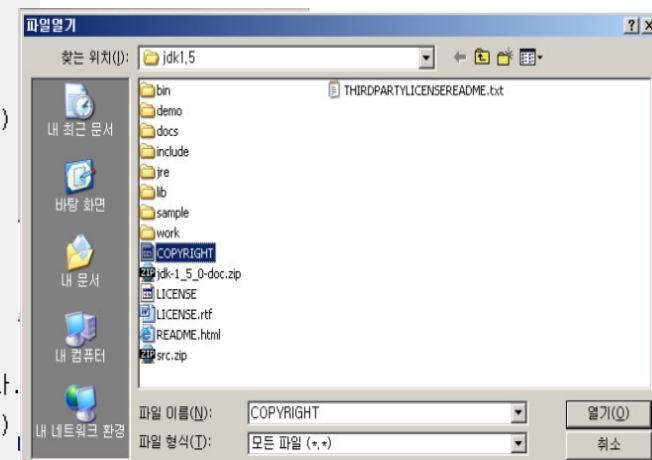 파일열기
찾는 위치(I):
jdk1,5
내 최근 문서
바탕 화면
내 문서
내 컴퓨터
내 네트워크 환경
bin
demo
docs
include
jre
lib
sample
work
COPYRIGHT
jdk-1_5_0-doc.zip
LICENSE
LICENSE.rtf
README.html
src.zip
THIRDPARTYLICENSEREADME.txt
파일 이름(N):
COPYRIGHT
열기(O)
파일 형식(T):
모든 파일 (*,*)
취소